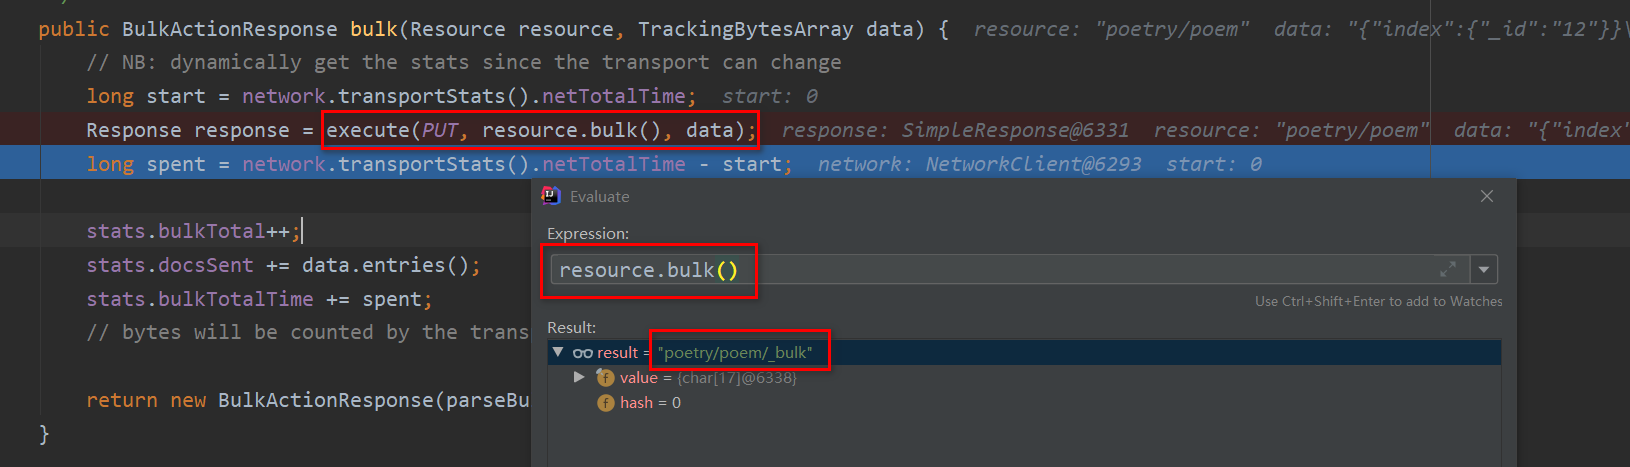 public BulkActionResponse bulk(Resource resource, TrackingBytesArray data) {  resource: "poetry/poem"  data: "{"index":{"_id":"12"}}\
// NB: dynamically get the stats since the transport can change
long start = network.transportStats().netTotalTime;  start: 0
Response response = execute(PUT, resource.bulk(), data);  response: SimpleResponse@6331  resource: "poetry/poem"  data: "{"index"
long spent = network.transportStats().netTotalTime - start;  network: NetworkClient@6293  start: 0
Evaluate
Expression:
resource.bulk()
Use Ctrl+Shift+Enter to add to Watches
Result:
result = "poetry/poem/_bulk"
value = {char[17]@6338}
hash = 0
stats.bulkTotal++;
stats.docsSent += data.entries();
stats.bulkTotalTime += spent;
// bytes will be counted by the trans
return new BulkActionResponse(parseBu
}